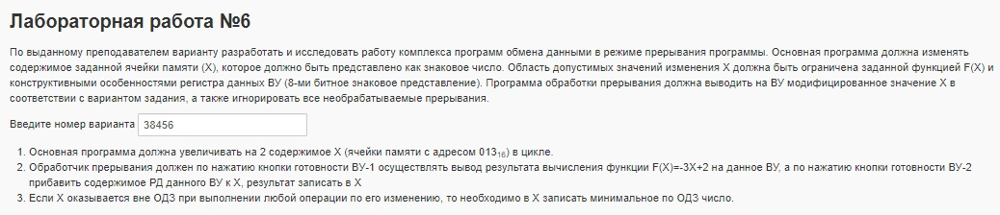 Лабораторная работа №6
По выданному преподавателем варианту разработать и исследовать работу комплекса программ обмена данными в режиме прерывания программы. Основная программа должна изменять
содержимое заданной ячейки памяти (X), которое должно быть представлено как знаковое число. Область допустимых значений изменения X должна быть ограничена заданной функцией F(X) и
конструктивными особенностями регистра данных ВУ (8-ми битное знаковое представление). Программа обработки прерывания должна выводить на ВУ модифицированное значение X в
соответствии с вариантом задания, а также игнорировать все необрабатываемые прерывания.
Введите номер варианта 38456
1. Основная программа должна увеличивать на 2 содержимое X (ячейки памяти с адресом 013₁₆) в цикле.
2. Обработчик прерывания должен по нажатию кнопки готовности ВУ-1 осуществлять вывод результата вычисления функции F(X)=-3X+2 на данное ВУ, а по нажатию кнопки готовности ВУ-2
прибавить содержимое РД данного ВУ к X, результат записать в X
3. Если X оказывается вне ОДЗ при выполнении любой операции по его изменению, то необходимо в X записать минимальное по ОДЗ число.